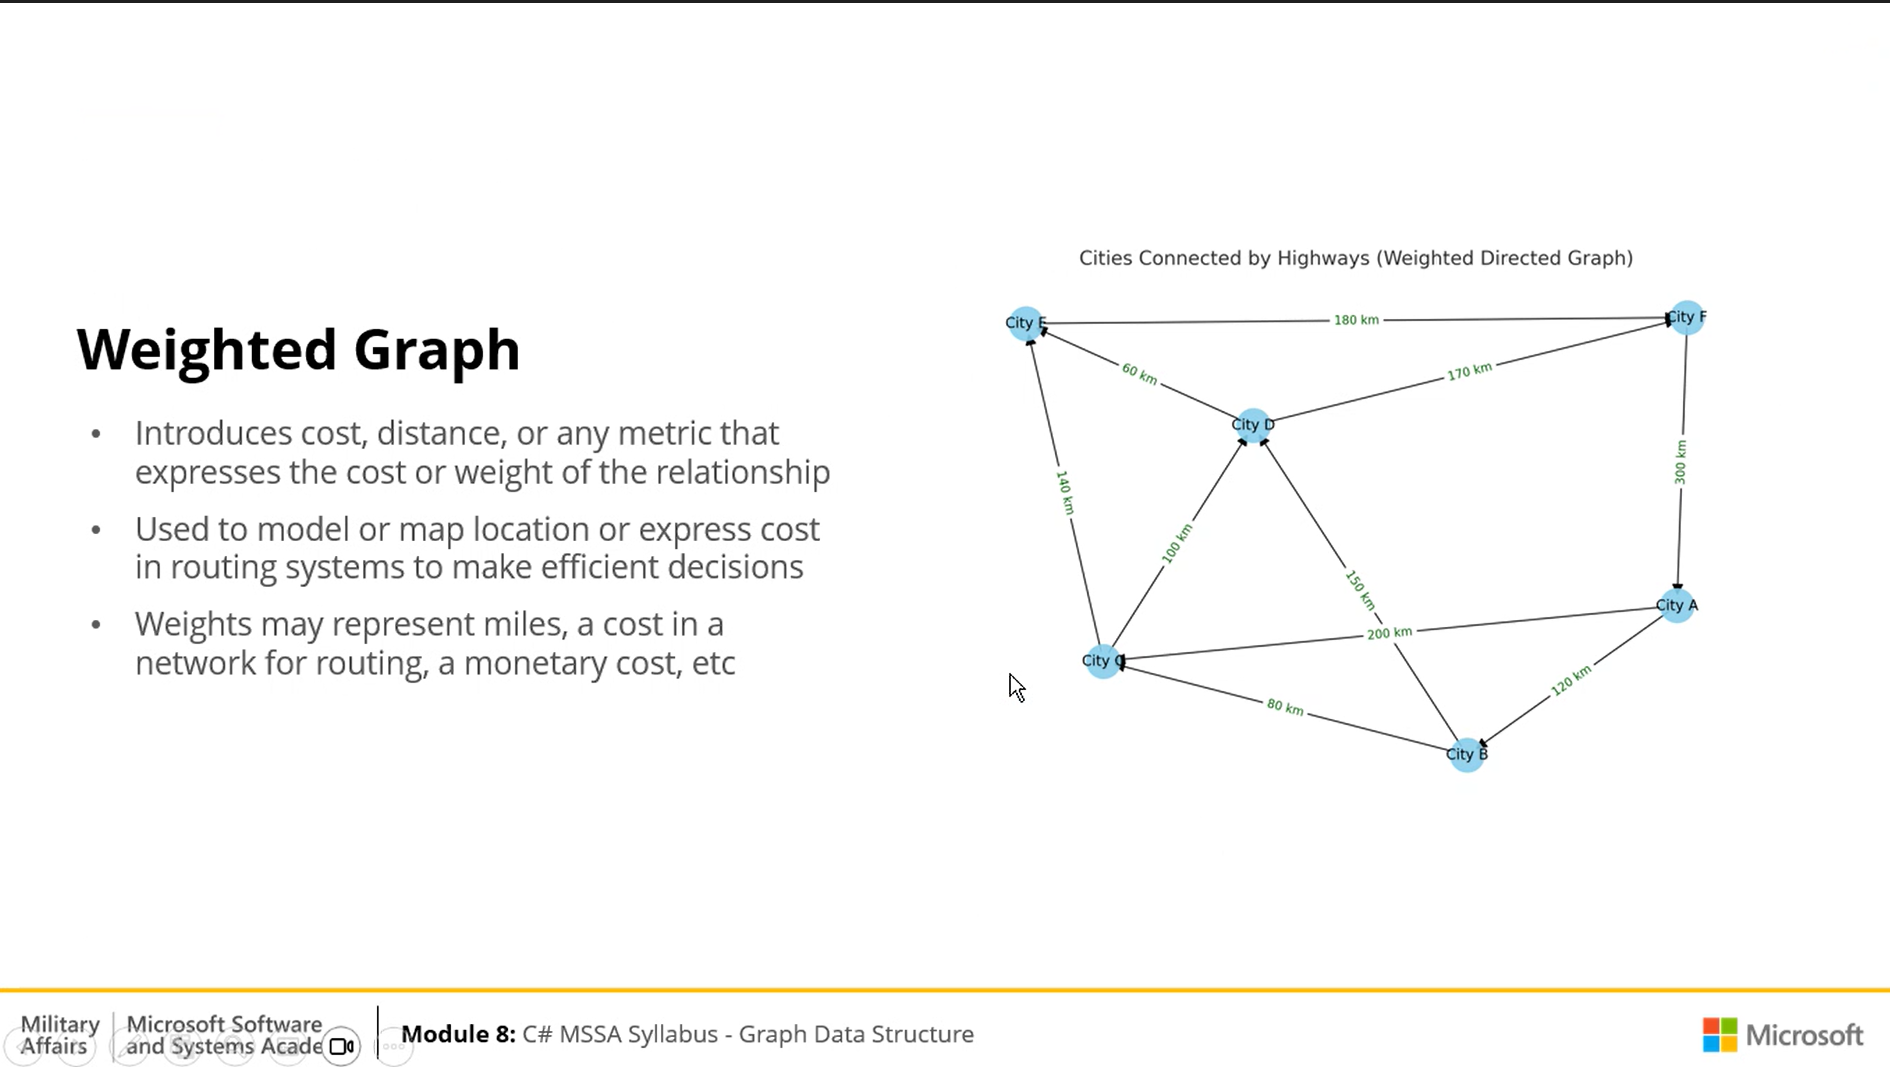 Weighted Graph
• Introduces cost, distance, or any metric that
expresses the cost or weight of the relationship
• Used to model or map location or express cost
in routing systems to make efficient decisions
• Weights may represent miles, a cost in a
network for routing, a monetary cost, etc
Cities Connected by Highways (Weighted Directed Graph)
City E
180 km
City F
60 km
170 km
City D
300 km
140 km
100 km
150 km
City A
200 km
City C
120 km
80 km
City B
Military
Affairs
Microsoft Software
and Systems Acade
Module 8: C# MSSA Syllabus - Graph Data Structure
Microsoft